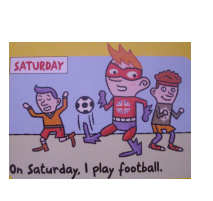 SATURDAY
On Saturday, I play football.